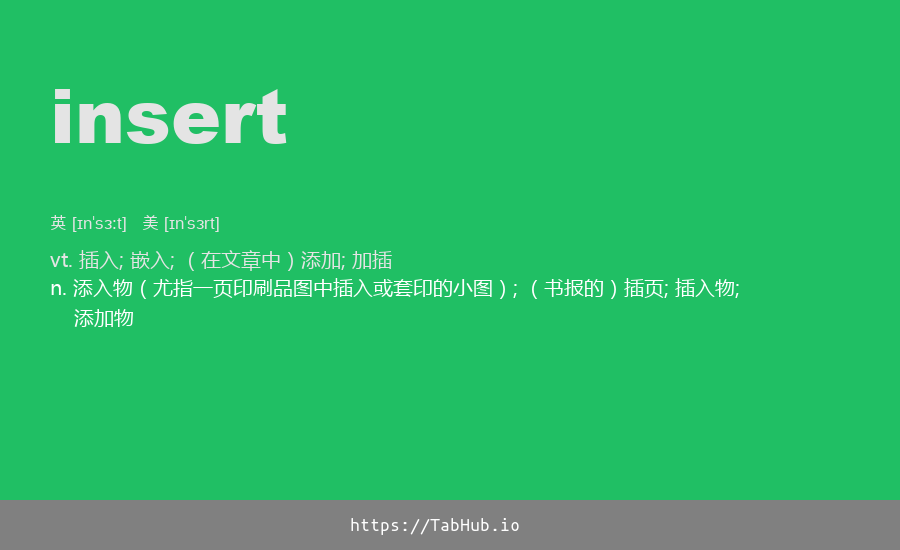 insert
英 [ɪnˈsɜːt] 美 [ɪnˈsɜrt]
vt. 插入; 嵌入; （在文章中）添加; 加插
n. 添入物（尤指一页印刷品图中插入或套印的小图）; （书报的）插页; 插入物;
添加物
https://TabHub.io